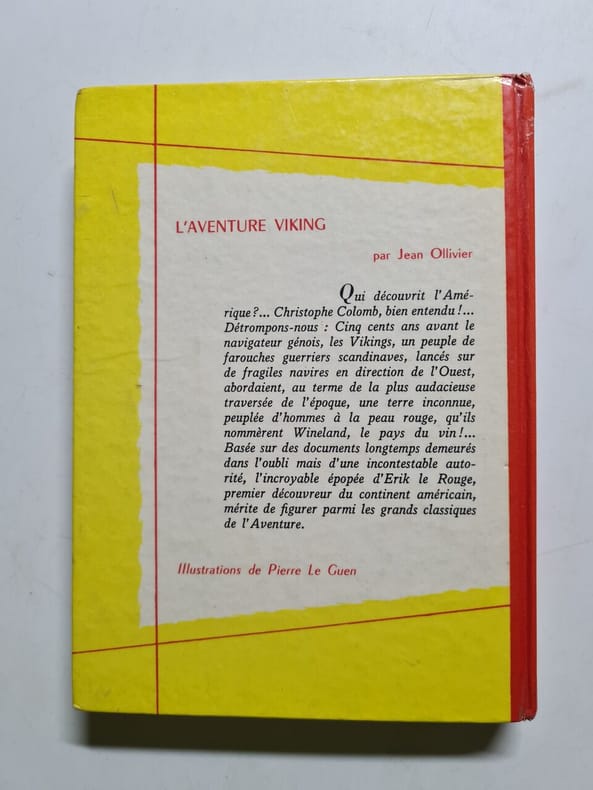 L'AVENTURE VIKING
par Jean Ollivier
Qui découvrit l'Amé-
rique?... Christophe Colomb, bien entendu!...
Détrompons-nous : Cinq cents ans avant le
navigateur génois, les Vikings, un peuple de
farouches guerriers scandinaves, lancés sur
de fragiles navires en direction de l'Ouest,
abordaient, au terme de la plus audacieuse
traversée de l'époque, une terre inconnue,
peuplée d'hommes à la peau rouge, qu'ils
nommèrent Wineland, le pays du vin!...
Basée sur des documents longtemps demeurés
dans l'oubli mais d'une incontestable auto-
rité, l'incroyable épopée d'Erik le Rouge,
premier découvreur du continent américain,
mérite de figurer parmi les grands classiques
de l'Aventure.
Illustrations de Pierre Le Guen